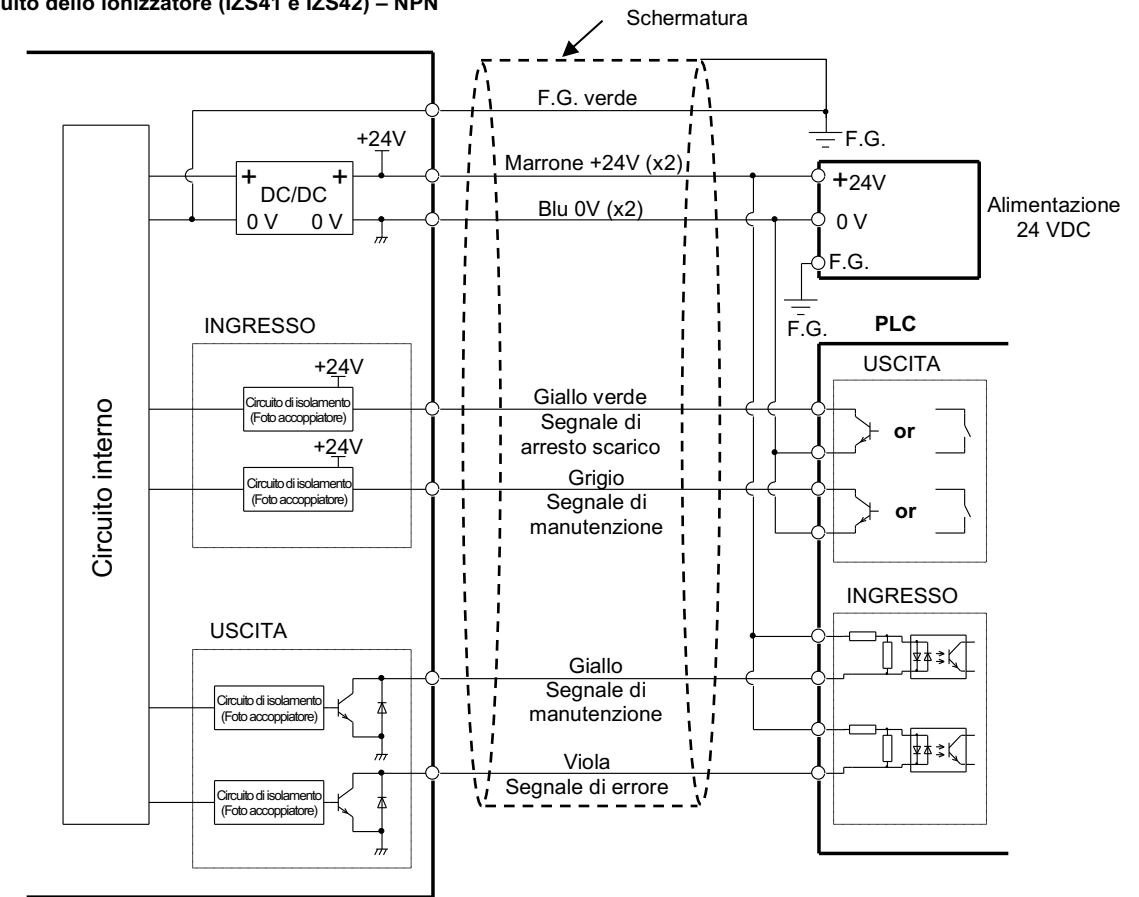 uito dello ionizzatore (IZS41 e IZS42) – NPN
Schermatura
F.G. verde
F.G.
+24V
Marrone +24V (x2)
+24V
+ +
DC/DC
0 V 0 V
Blu 0V (x2)
0 V
Alimentazione
24 VDC
F.G.
F.G.
PLC
INGRESSO
USCITA
+24V
Circuito di isolamento
(Foto accoppiatore)
Giallo verde
Segnale di
arresto scarico
or
+24V
Circuito di isolamento
(Foto accoppiatore)
Grigio
Segnale di
manutenzione
or
Circuito interno
INGRESSO
USCITA
Giallo
Segnale di
manutenzione
Circuito di isolamento
(Foto accoppiatore)
Viola
Segnale di errore
Circuito di isolamento
(Foto accoppiatore)